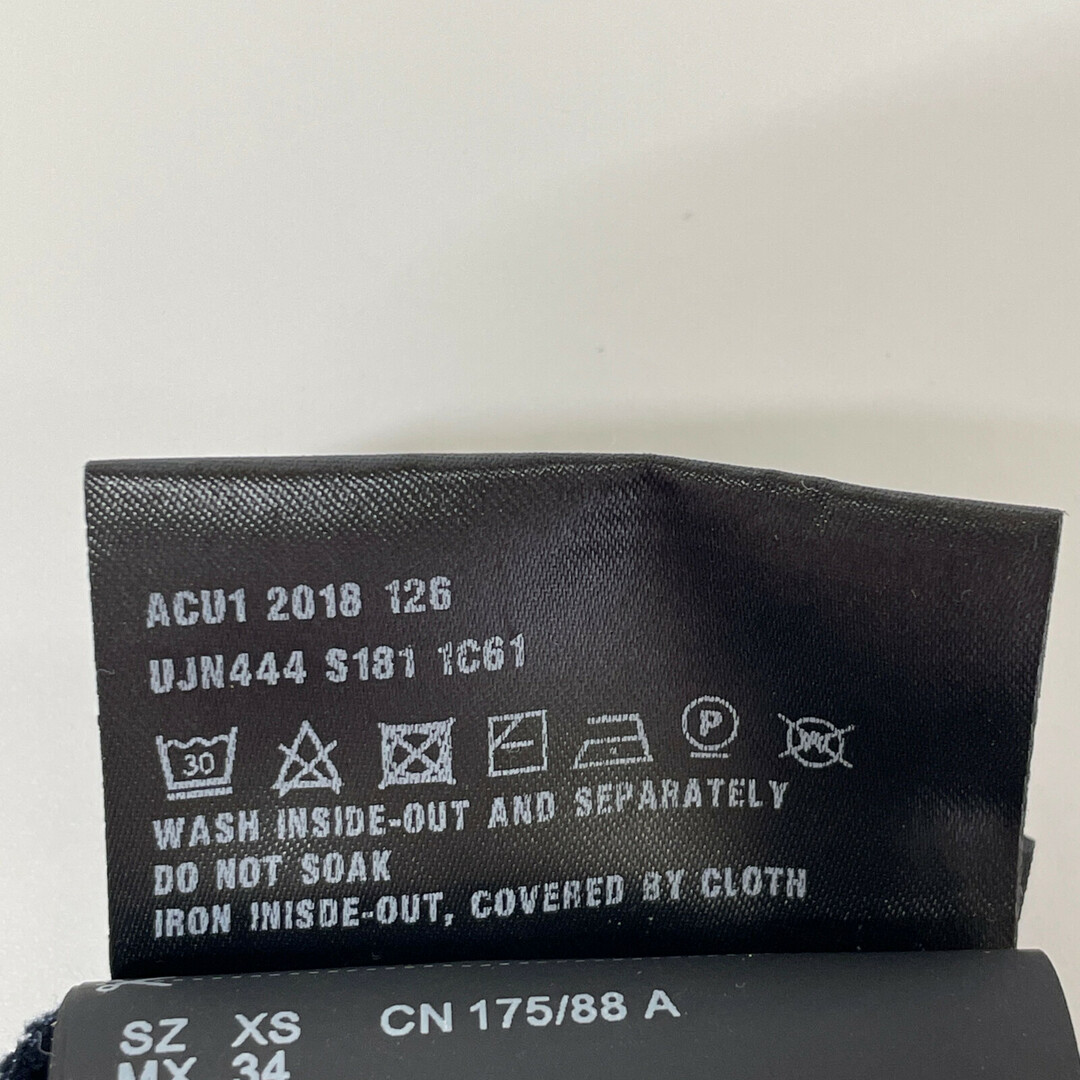 ACU1 2018 126
UJN444 S181 1C61
30 P W
WASH INSIDE-OUT AND SEPARATELY
DO NOT SOAK
IRON INISDE-OUT, COVERED BY CLOTH
SZ XS CN 175/88 A
MX 34